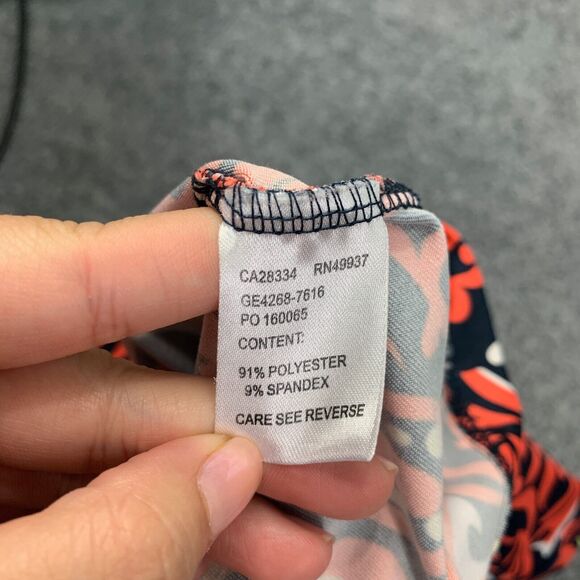 CA28334 RN49937
GE4268-7616
PO 160065
CONTENT:
91% POLYESTER
9% SPANDEX
CARE SEE REVERSE